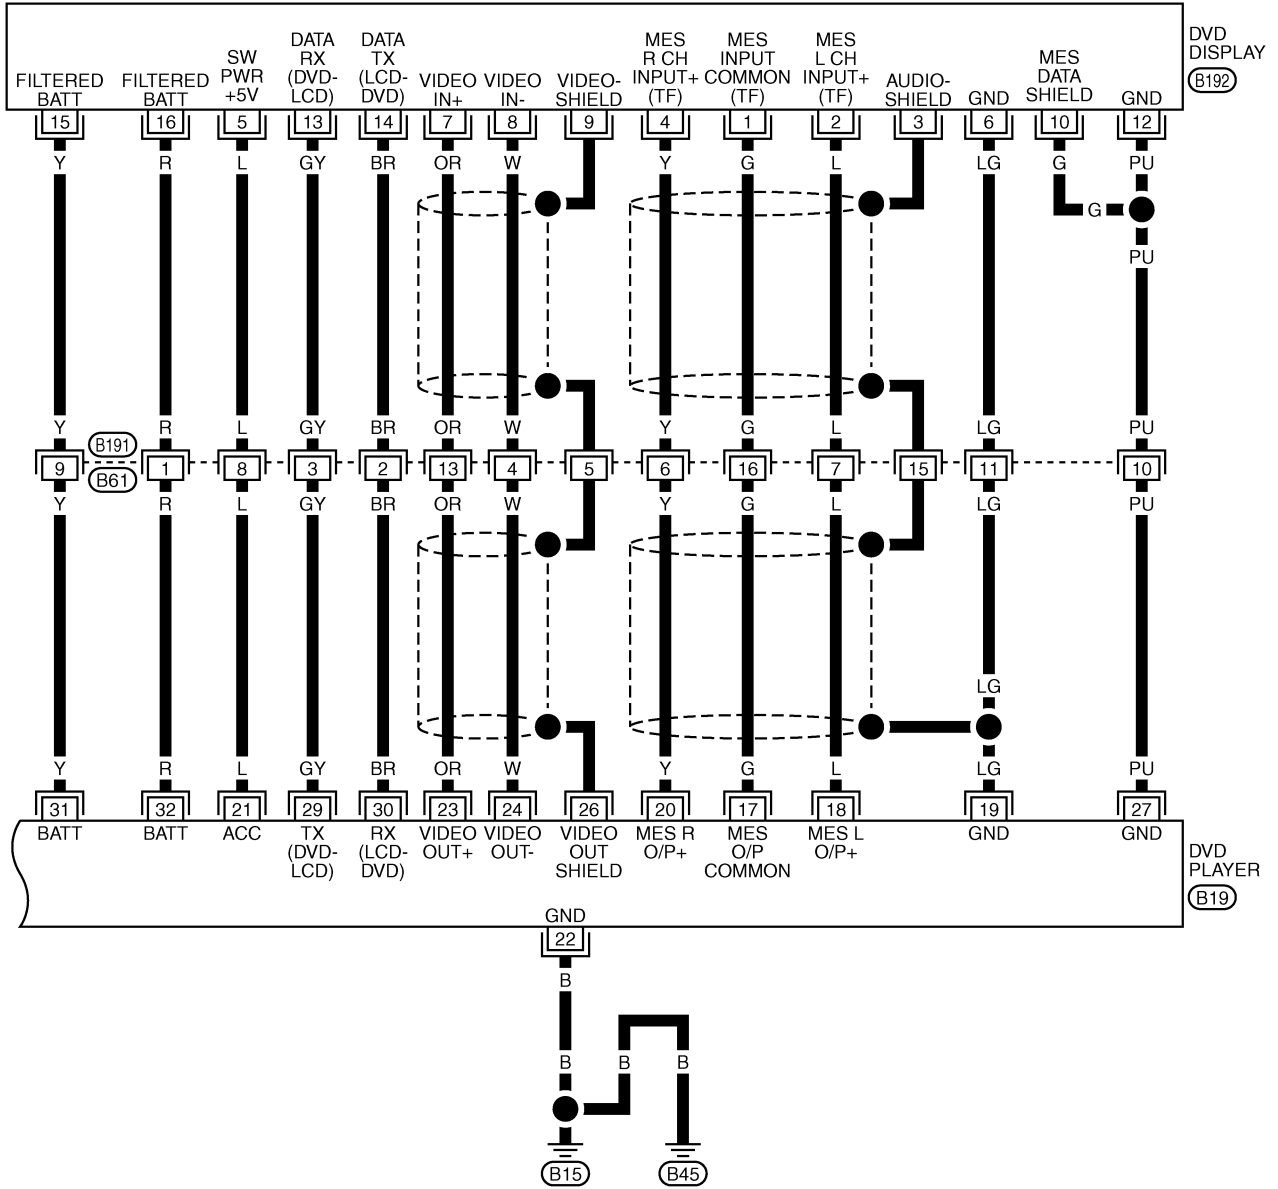 FILTERED BATT
FILTERED BATT
SW PWR +5V
DATA RX (DVD-LCD)
DATA TX (LCD-DVD)
VIDEO IN+
VIDEO IN-
VIDEO-SHIELD
MES R CH INPUT+ (TF)
MES INPUT COMMON (TF)
MES L CH INPUT+ (TF)
AUDIO-SHIELD
GND
MES DATA SHIELD
GND
DVD DISPLAY
B192
15 16 5 13 14 7 8 9 4 1 2 3 6 10 12
Y R L GY BR OR W Y G L LG G PU
G
PU
Y R L GY BR OR W Y G L LG PU
B191
9 1 8 3 2 13 4 5 6 16 7 15 11 10
B61
Y R L GY BR OR W Y G L LG PU
LG
Y R L GY BR OR W Y G L LG PU
31 32 21 29 30 23 24 26 20 17 18 19 27
BATT
BATT
ACC
TX (DVD-LCD)
RX (LCD-DVD)
VIDEO OUT+
VIDEO OUT-
VIDEO OUT SHIELD
MES R O/P+
MES O/P COMMON
MES L O/P+
GND
GND
DVD PLAYER
B19
GND
22
B
B B B
B15 B45